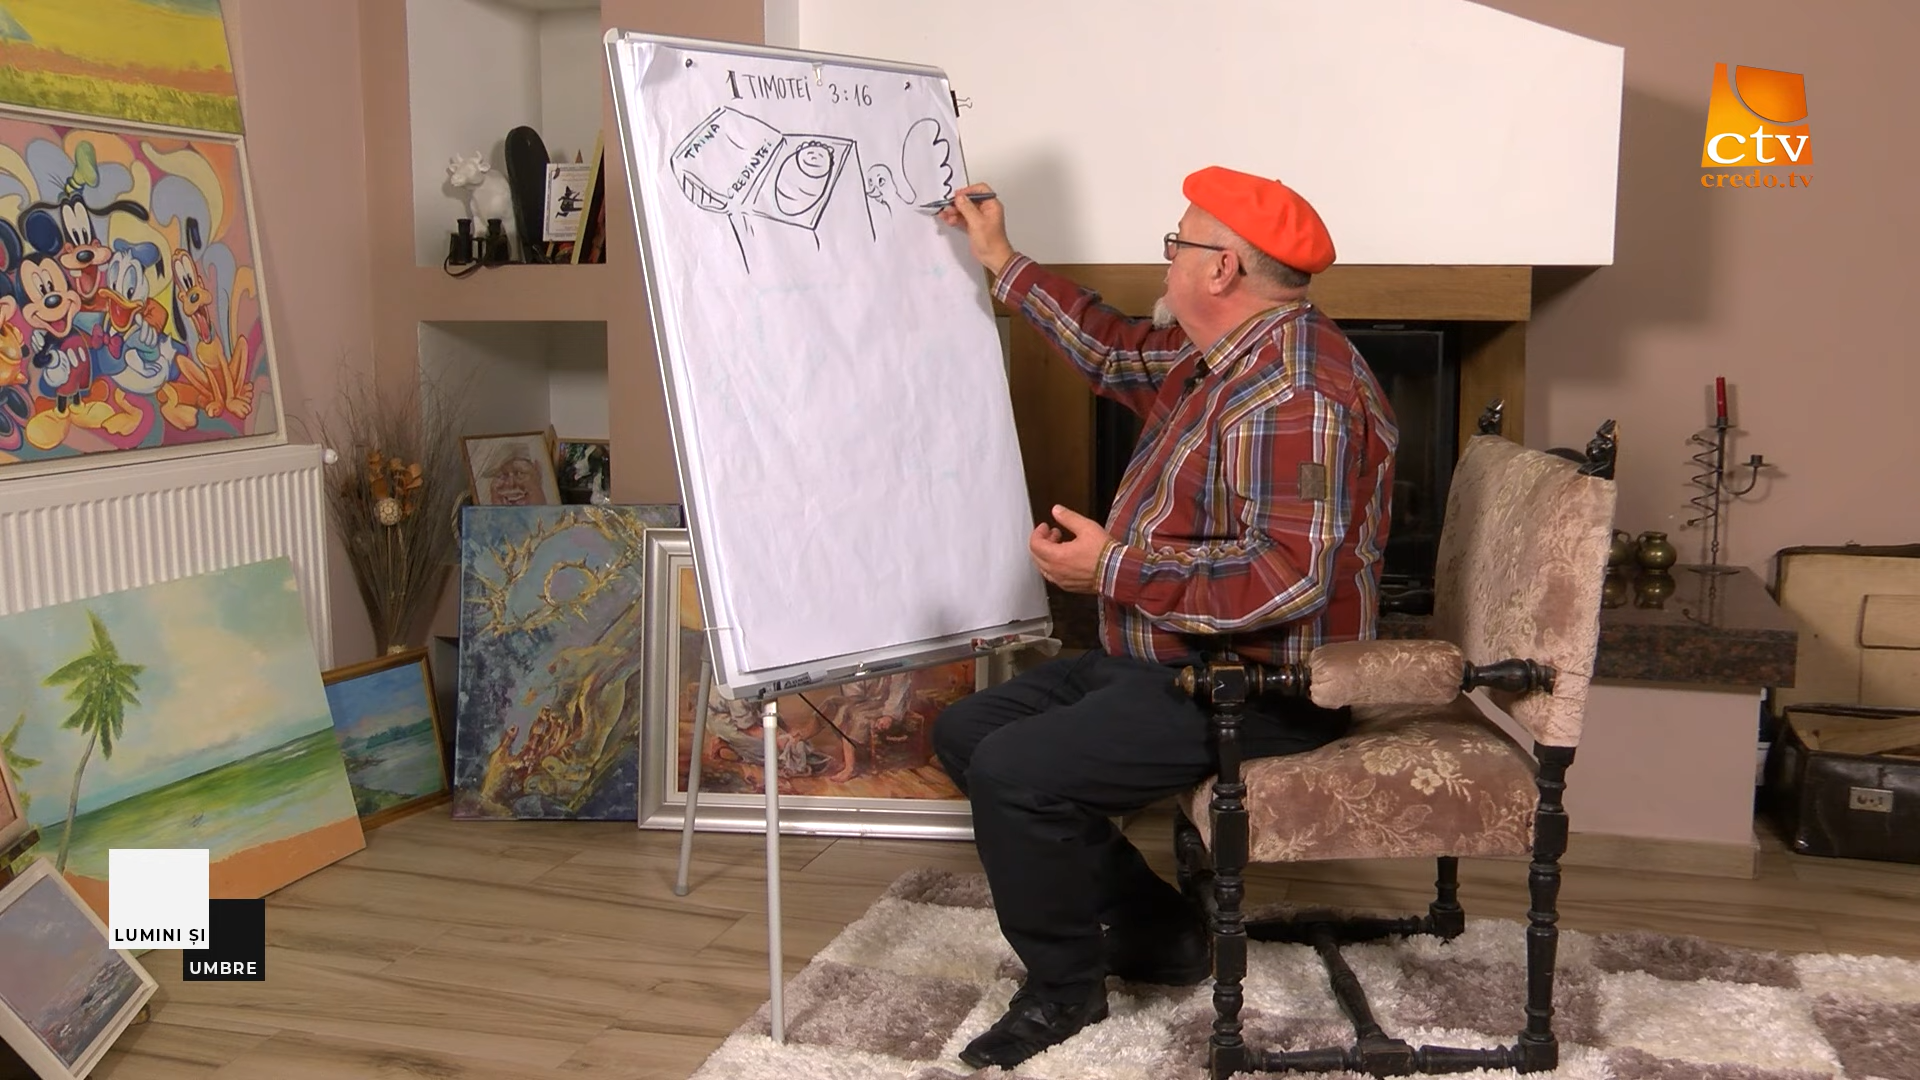 1 TIMOTEI 3:16
TAINA
CREDINȚEI
ctv
credo.tv
LUMINI ȘI
UMBRE